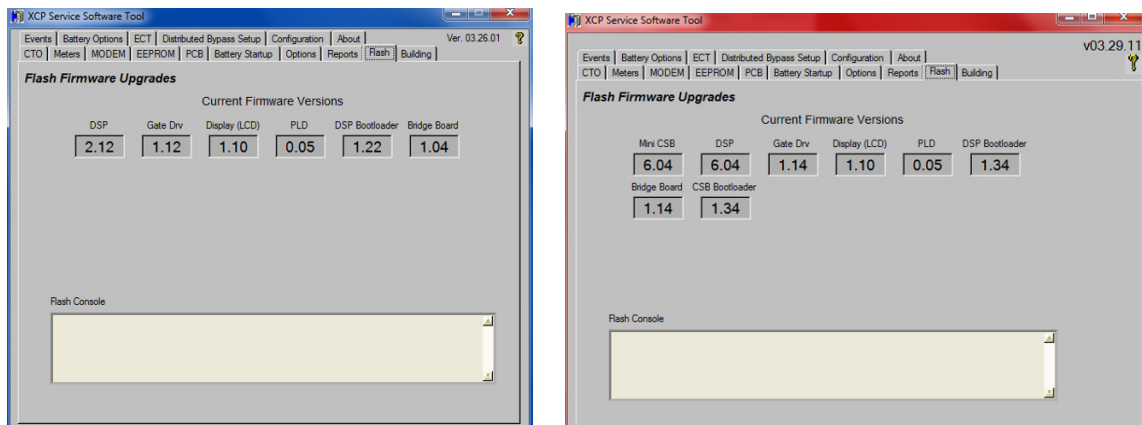 XCP Service Software Tool
Events Battery Options ECT Distributed Bypass Setup Configuration About Ver. 03.26.01 ?
CTO Meters MODEM EEPROM PCB Battery Startup Options Reports Flash Building
Flash Firmware Upgrades
Current Firmware Versions
DSP Gate Drv Display (LCD) PLD DSP Bootloader Bridge Board
2.12 1.12 1.10 0.05 1.22 1.04
Flash Console
XCP Service Software Tool
v03.29.11
?
Events Battery Options ECT Distributed Bypass Setup Configuration About
CTO Meters MODEM EEPROM PCB Battery Startup Options Reports Flash Building
Flash Firmware Upgrades
Current Firmware Versions
Mini CSB DSP Gate Drv Display (LCD) PLD DSP Bootloader
6.04 6.04 1.14 1.10 0.05 1.34
Bridge Board CSB Bootloader
1.14 1.34
Flash Console